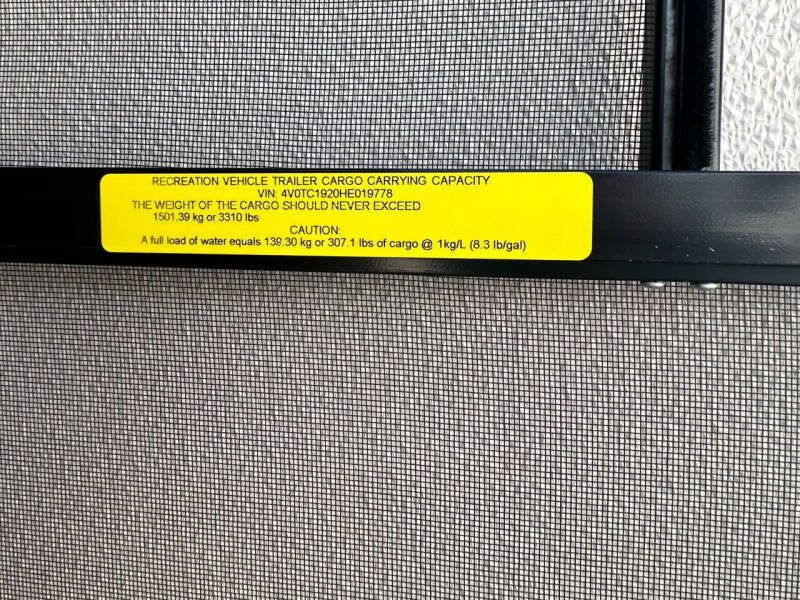 RECREATION VEHICLE TRAILER CARGO CARRYING CAPACITY
VIN: 4V0TC1920HE019778
THE WEIGHT OF THE CARGO SHOULD NEVER EXCEED
1501.39 kg or 3310 lbs
CAUTION:
A full load of water equals 139.30 kg or 307.1 lbs of cargo @ 1kg/L (8.3 lb/gal)